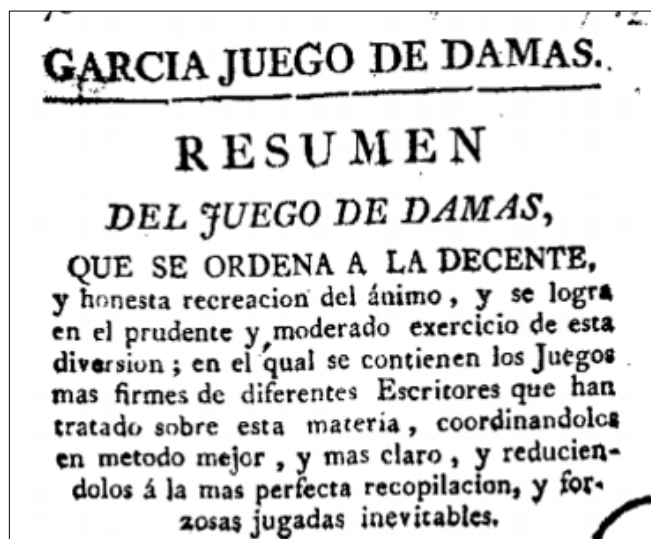 GARCIA JUEGO DE DAMAS.
RESUMEN
DEL JUEGO DE DAMAS,
QUE SE ORDENA A LA DECENTE,
y honesta recreacion del ánimo, y se logra
en el prudente y moderado exercicio de esta
diversion; en el qual se contienen los Juegos
mas firmes de diferentes Escritores que han
tratado sobre esta materia, coordinandolos
en metodo mejor, y mas claro, y reducien-
dolos á la mas perfecta recopilacion, y for-
zosas jugadas inevitables.